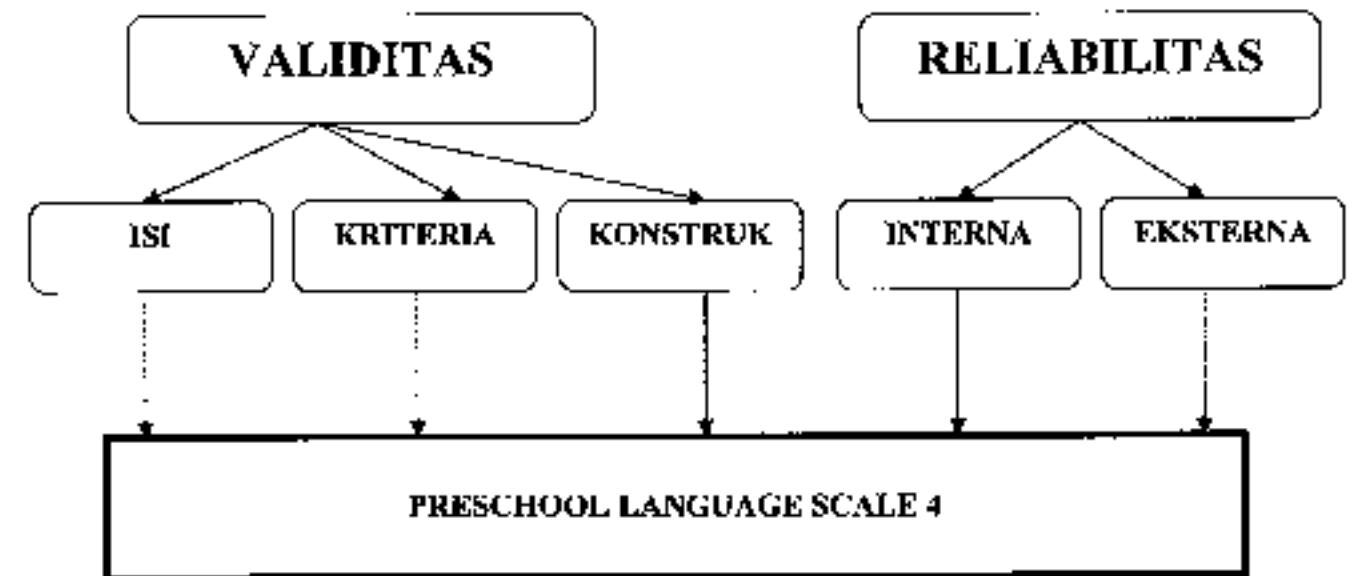 VALIDITAS
RELIABILITAS
ISI
KRITERIA
KONSTRUK
INTERNA
EKSTERNA
PRESCHOOL LANGUAGE SCALE 4